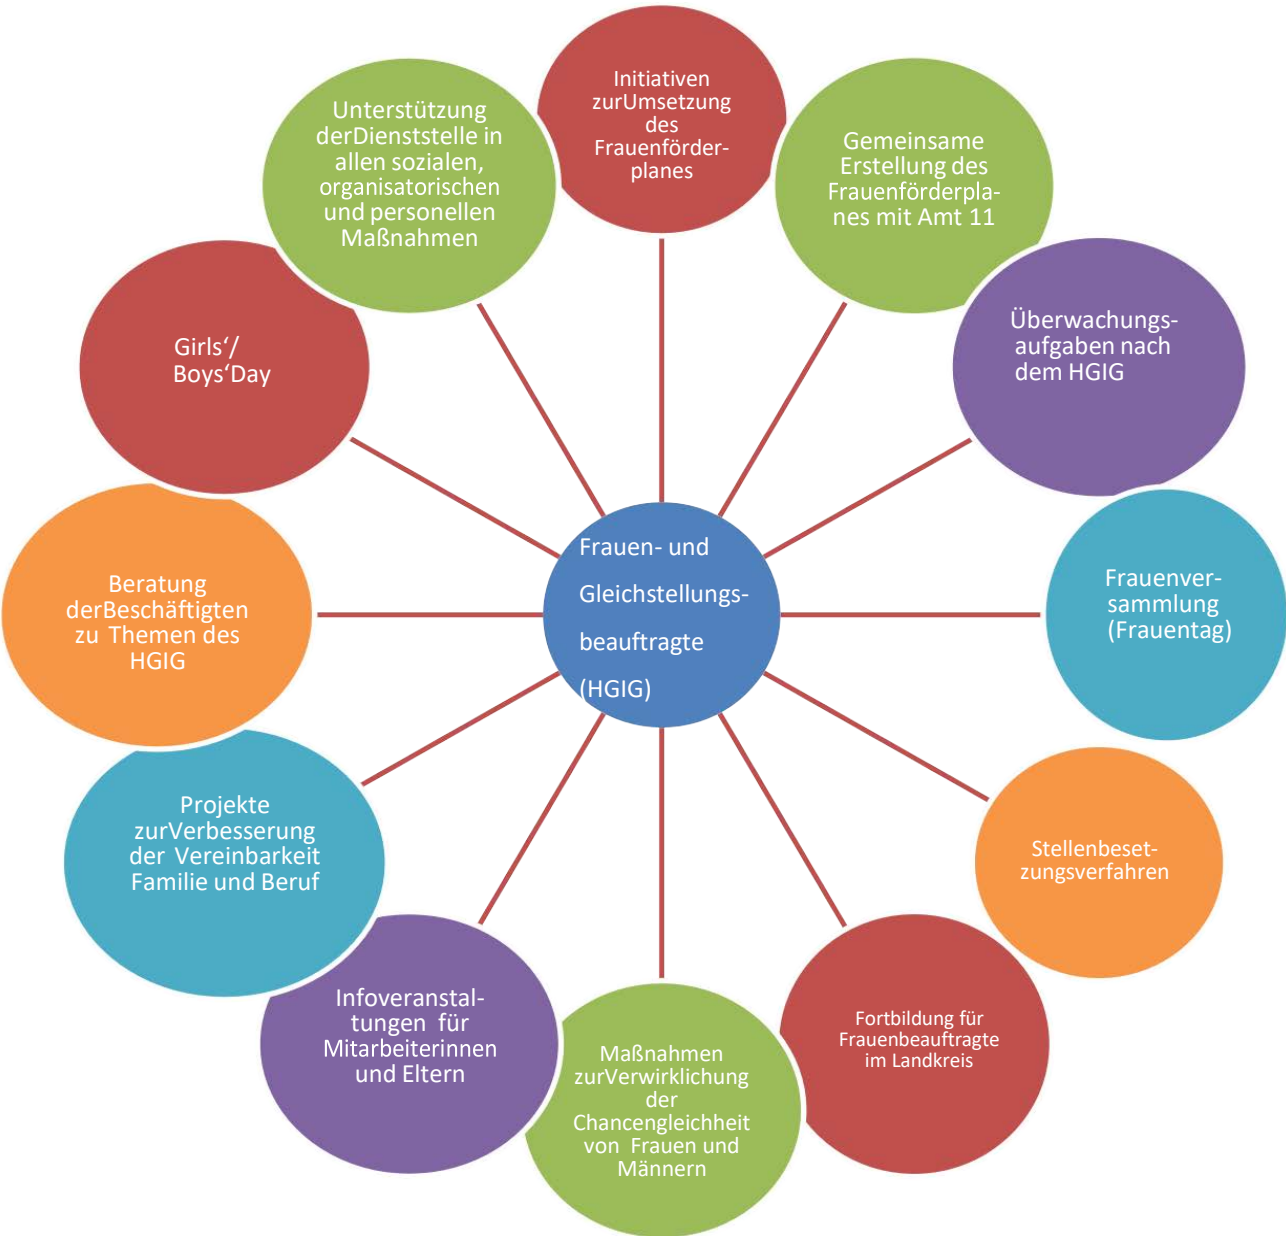 Initiativen
zurUmsetzung
des
Frauenförder-
planes
Gemeinsame
Erstellung des
Frauenförderpla-
nes mit Amt 11
Überwachungs-
aufgaben nach
dem HGIG
Frauenver-
sammlung
(Frauentag)
Stellenbeset-
zungsverfahren
Fortbildung für
Frauenbeauftragte
im Landkreis
Maßnahmen
zurVerwirklichung
der
Chancengleichheit
von Frauen und
Männern
Infoveranstal-
tungen für
Mitarbeiterinnen
und Eltern
Projekte
zurVerbesserung
der Vereinbarkeit
Familie und Beruf
Beratung
derBeschäftigten
zu Themen des
HGIG
Girls‘/
Boys‘Day
Unterstützung
derDienststelle in
allen sozialen,
organisatorischen
und personellen
Maßnahmen
Frauen- und
Gleichstellungs-
beauftragte
(HGIG)